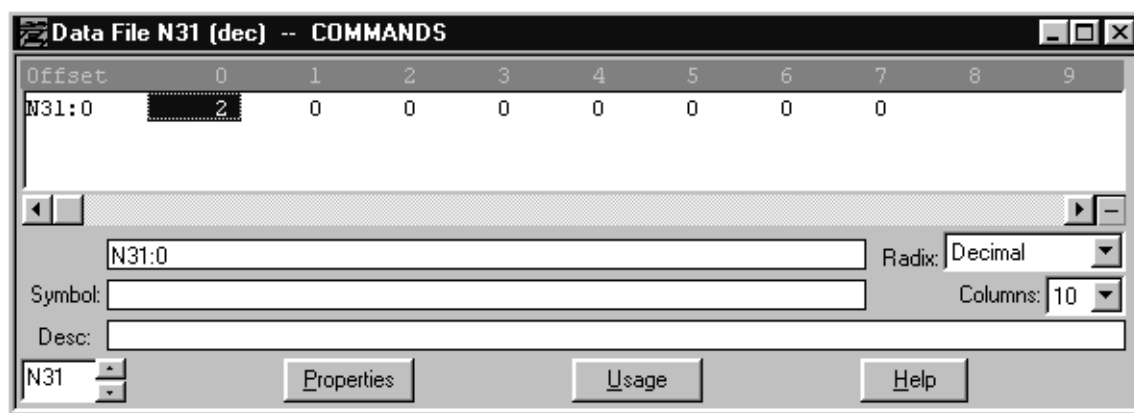 Data File N31 (dec) -- COMMANDS
Offset 0 1 2 3 4 5 6 7 8 9
N31:0 2 0 0 0 0 0 0 0
N31:0 Radix: Decimal
Symbol: Columns: 10
Desc:
N31 Properties Usage Help